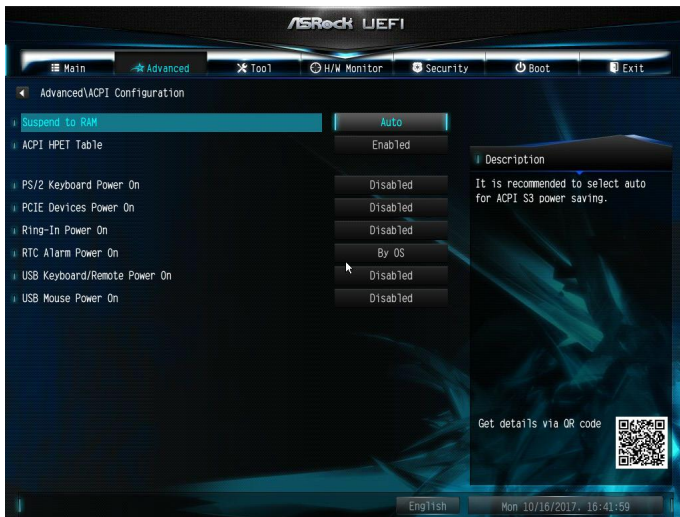 ASRock UEFI
Main Advanced Tool H/W Monitor Security Boot Exit
Advanced\ACPI Configuration
Suspend to RAM Auto
ACPI HPET Table Enabled
PS/2 Keyboard Power On Disabled
PCIE Devices Power On Disabled
Ring-In Power On Disabled
RTC Alarm Power On By OS
USB Keyboard/Remote Power On Disabled
USB Mouse Power On Disabled
Description
It is recommended to select auto
for ACPI S3 power saving.
Get details via QR code
English Mon 10/16/2017. 16:41:59